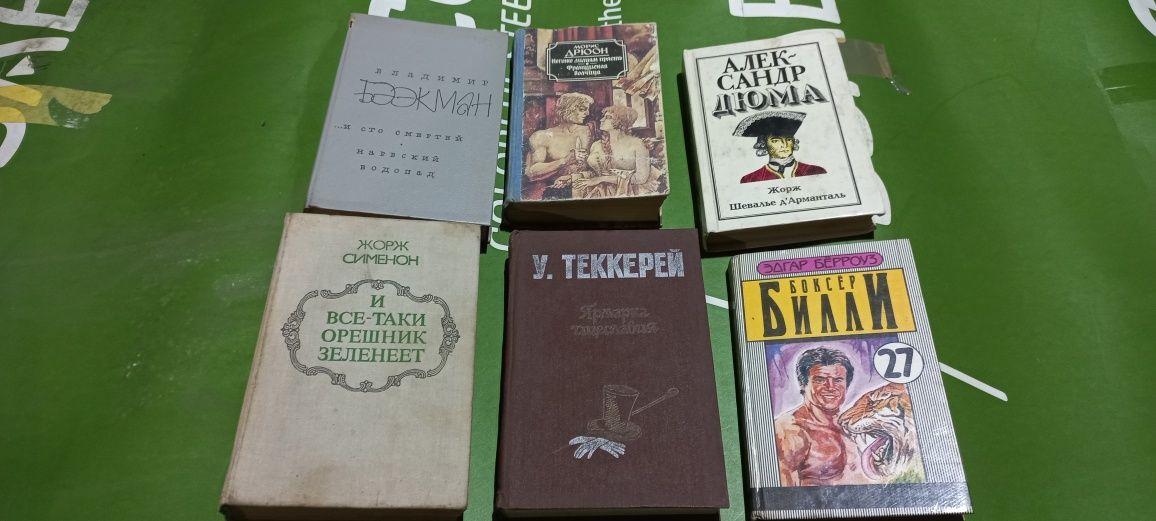 ВЛАДИМИР
БЭЭКМАН
...И СТО СМЕРТЕЙ
НАРВСКИЙ
ВОДОПАД
МОРИС
ДРЮОН
Негоже лилиям прясть
Французская
волчица
АЛЕК-
САНДР
ДЮМА
Жорж
Шевалье д'Арманталь
ЖОРЖ
СИМЕНОН
И
ВСЕ-ТАКИ
ОРЕШНИК
ЗЕЛЕНЕЕТ
У. ТЕККЕРЕЙ
Ярмарка
тщеславия
ЭДГАР БЕРРОУЗ
БОКСЕР
БИЛЛИ
27